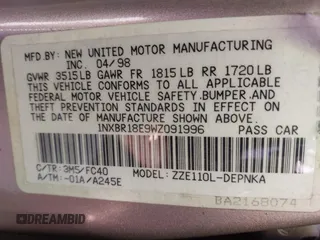 MFD BY: NEW UNITED MOTOR MANUFACTURING
INC. 04/98
GVWR 3515LB GAWR FR 1815LB RR 1720LB
THIS VEHICLE CONFORMS TO ALL APPLICABLE
FEDERAL MOTOR VEHICLE SAFETY, BUMPER, AND
THEFT PREVENTION STANDARDS IN EFFECT ON
THE DATE OF MANUFACTURE SHOWN ABOVE.
1NXBR18E9WZ091996 PASS CAR
C/TR: 3M5/FC40 MODEL: ZZE110L-DEPNKA
A/TM: -01A/A245E
BA2168074
DREAMBID